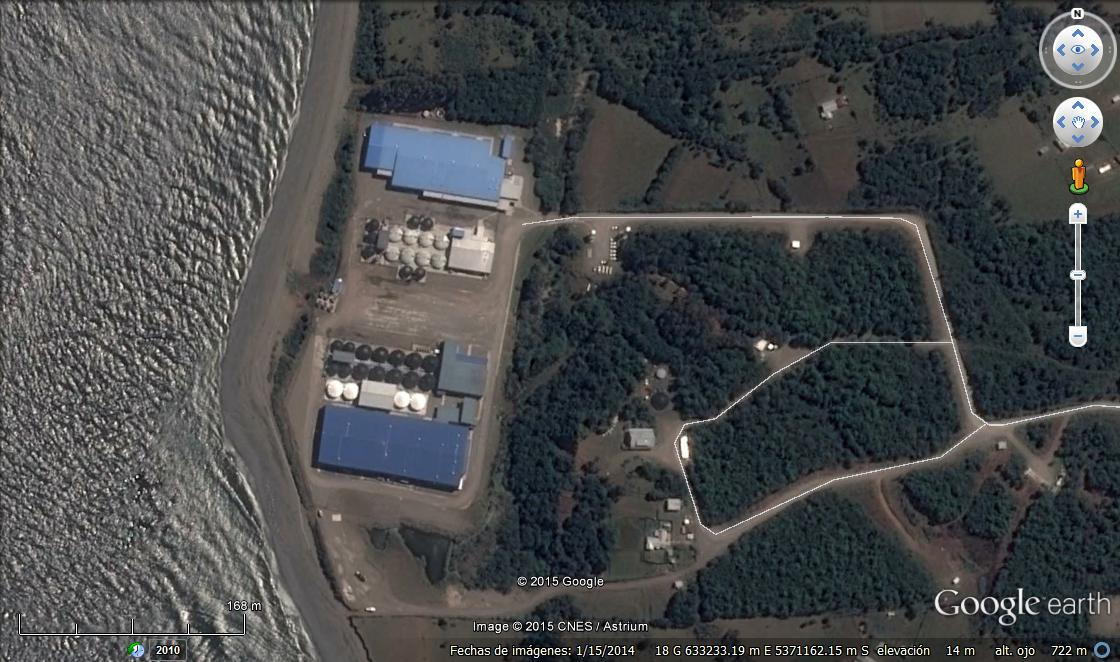 N
© 2015 Google
Google earth
168 m
Image © 2015 CNES / Astrium
2010
Fechas de imágenes: 1/15/2014 18 G 633233.19 m E 5371162.15 m S elevación 14 m alt. ojo 722 m